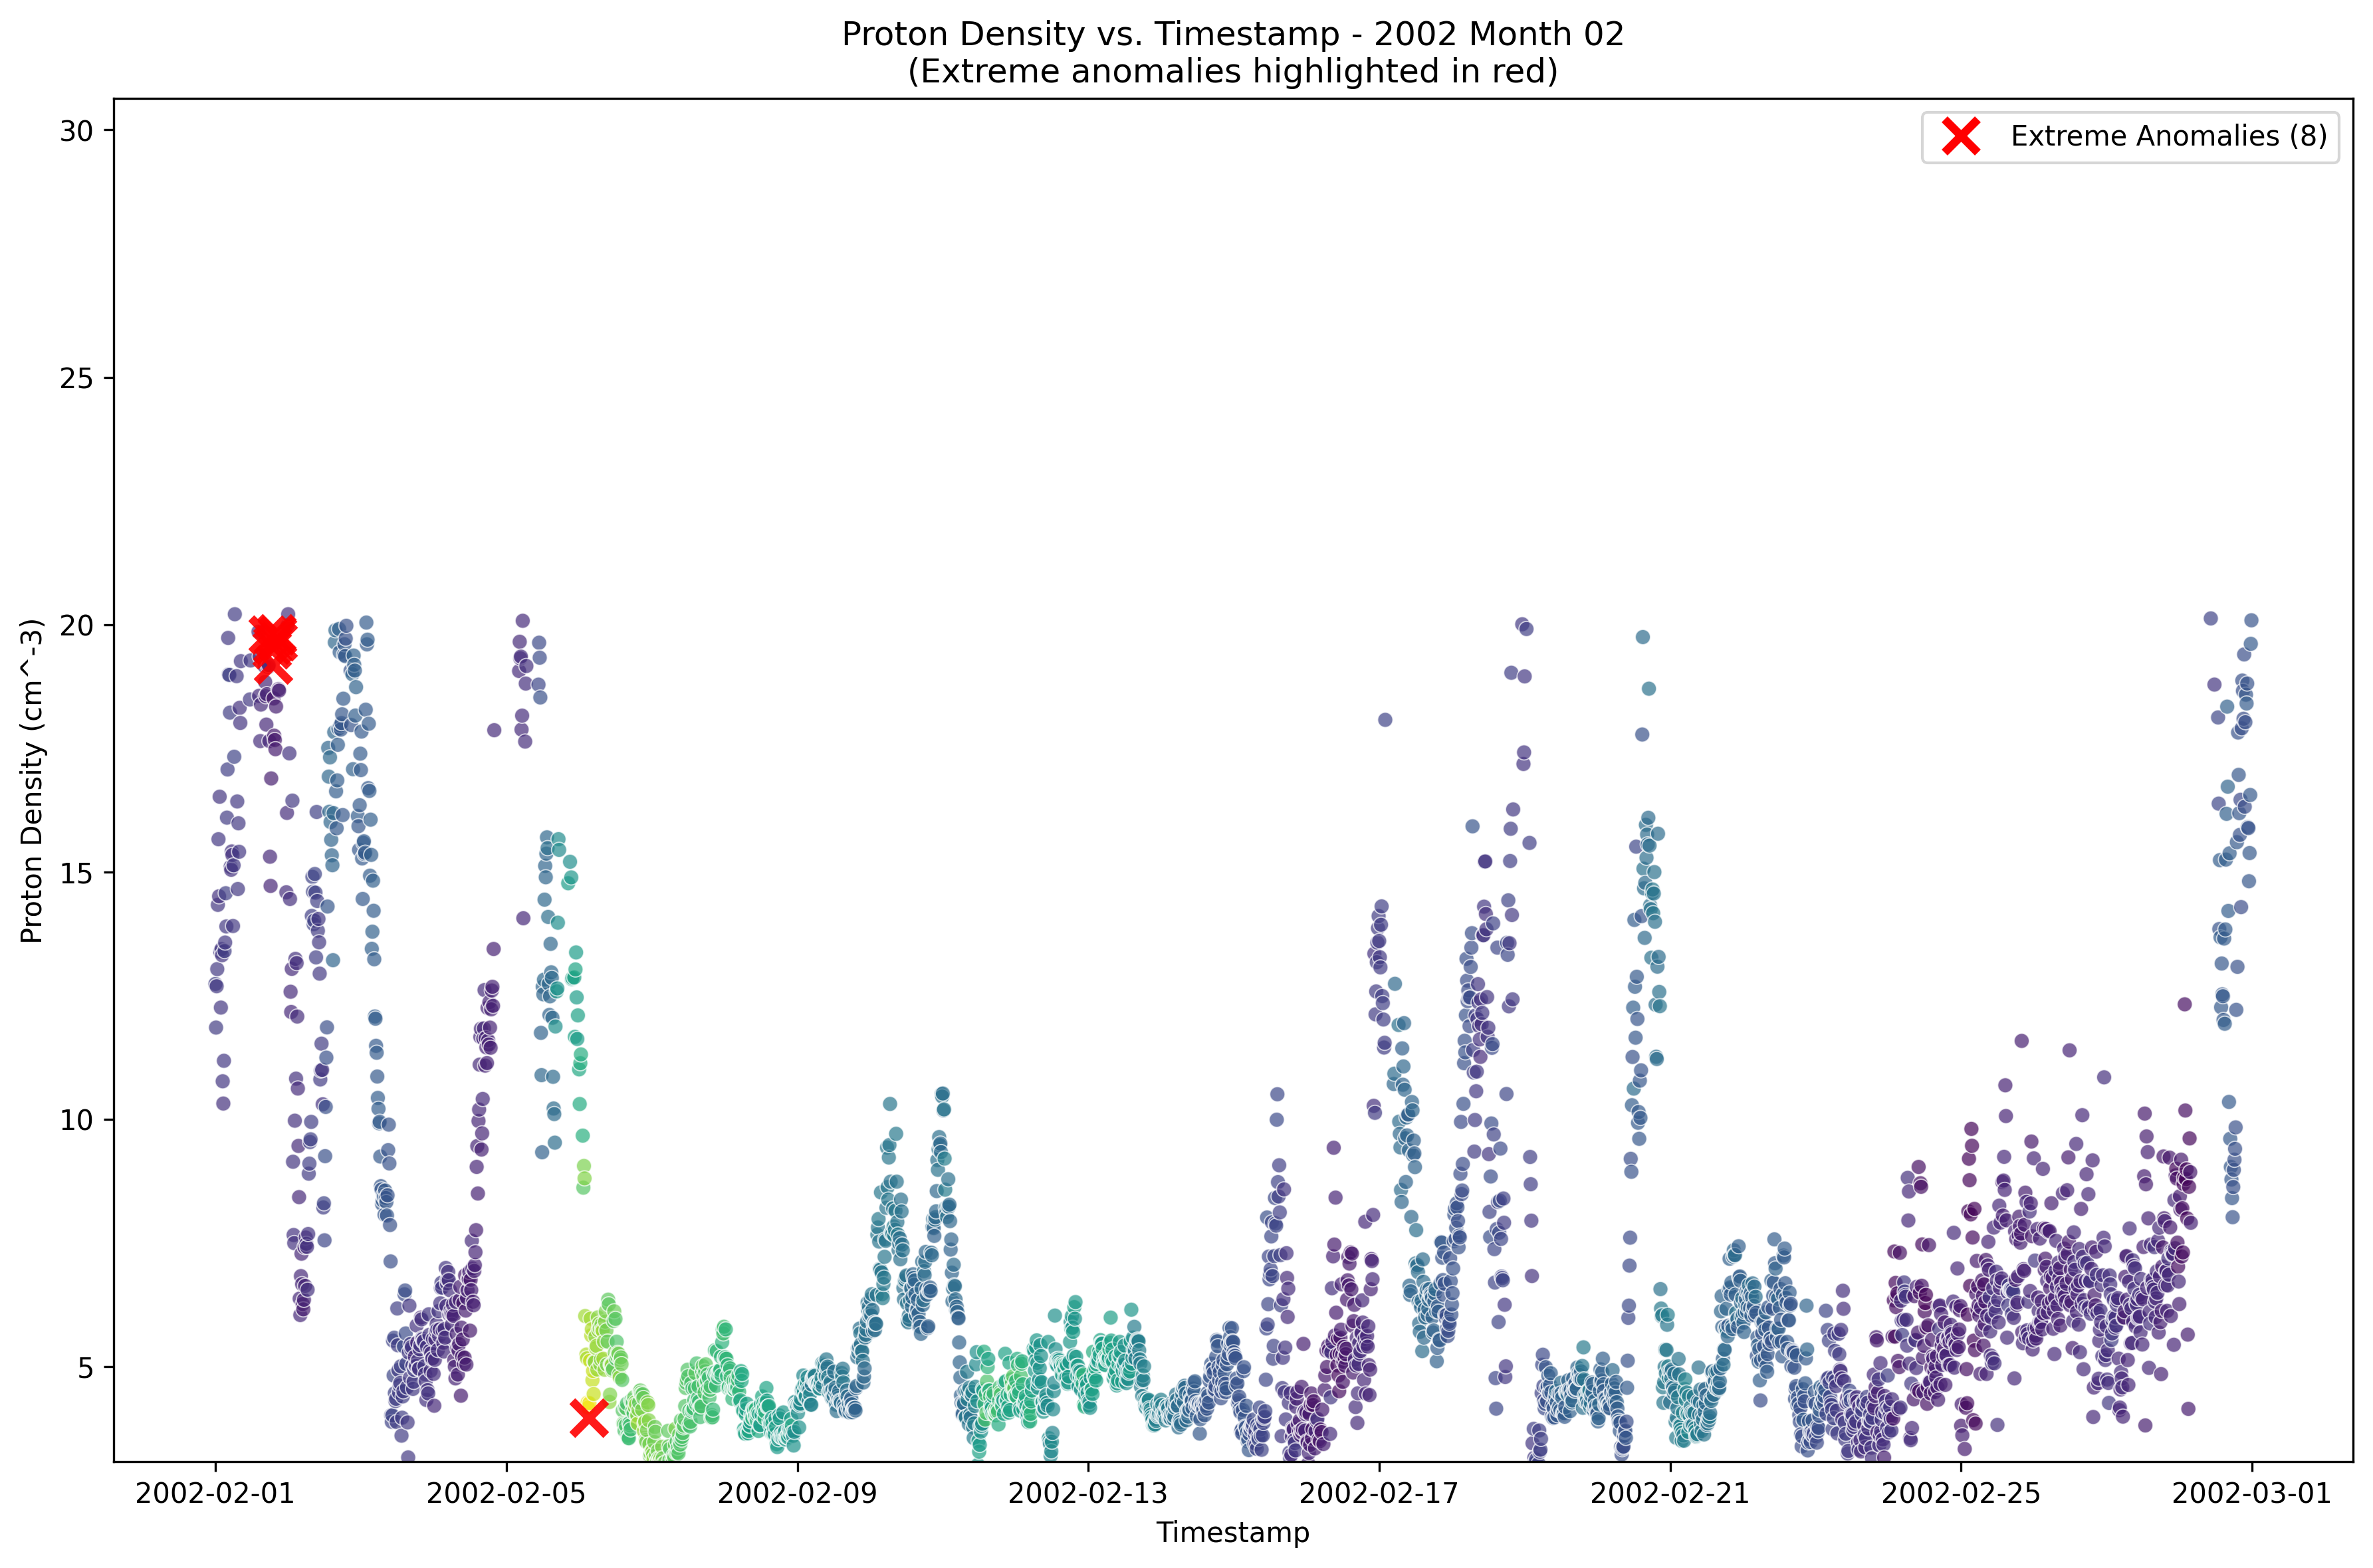 Proton Density vs. Timestamp - 2002 Month 02
(Extreme anomalies highlighted in red)
Extreme Anomalies (8)
30
25
20
15
10
5
Proton Density (cm^-3)
2002-02-01
2002-02-05
2002-02-09
2002-02-13
2002-02-17
2002-02-21
2002-02-25
2002-03-01
Timestamp